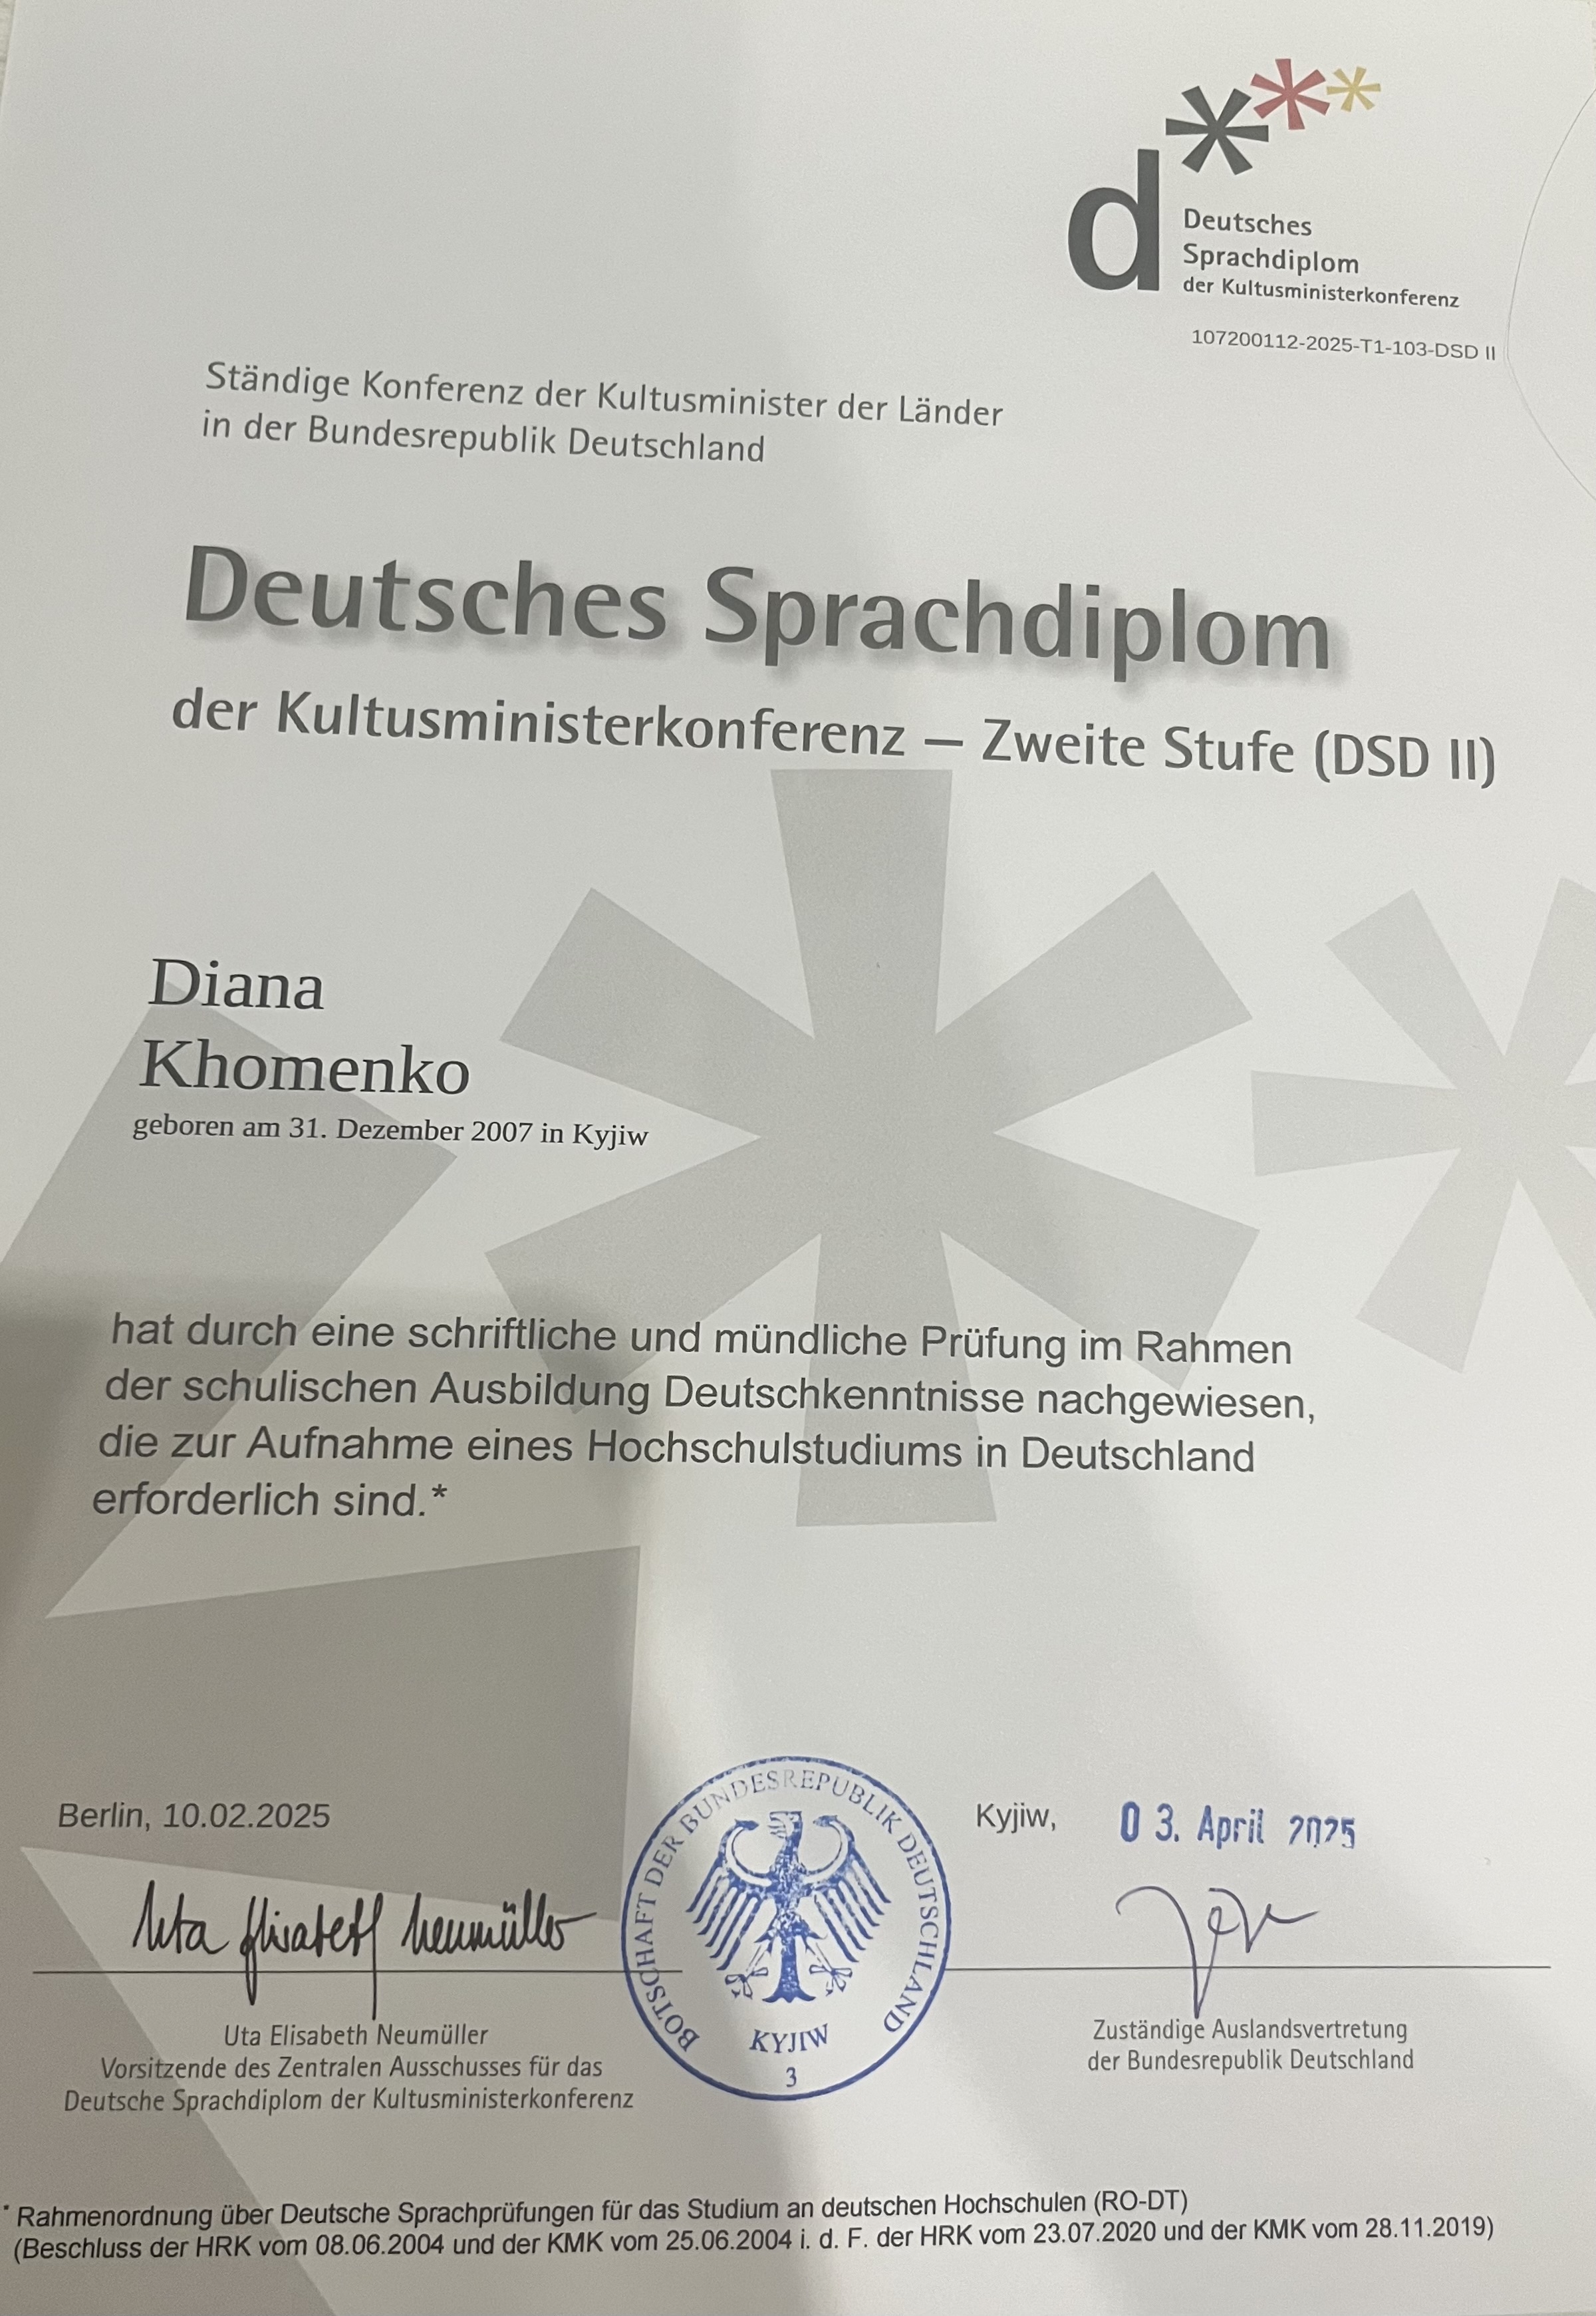 d
Deutsches
Sprachdiplom
der Kultusministerkonferenz
107200112-2025-T1-103-DSD II
Ständige Konferenz der Kultusminister der Länder
in der Bundesrepublik Deutschland
Deutsches Sprachdiplom
der Kultusministerkonferenz – Zweite Stufe (DSD II)
Diana
Khomenko
geboren am 31. Dezember 2007 in Kyjiw
hat durch eine schriftliche und mündliche Prüfung im Rahmen
der schulischen Ausbildung Deutschkenntnisse nachgewiesen,
die zur Aufnahme eines Hochschulstudiums in Deutschland
erforderlich sind.*
Berlin, 10.02.2025
Uta Elisabeth Neumüller
Uta Elisabeth Neumüller
Vorsitzende des Zentralen Ausschusses für das
Deutsche Sprachdiplom der Kultusministerkonferenz
BOTSCHAFT DER BUNDESREPUBLIK DEUTSCHLAND
KYJIW
3
Kyjiw, 03. April 2025
Zuständige Auslandsvertretung
der Bundesrepublik Deutschland
* Rahmenordnung über Deutsche Sprachprüfungen für das Studium an deutschen Hochschulen (RO-DT)
(Beschluss der HRK vom 08.06.2004 und der KMK vom 25.06.2004 i. d. F. der HRK vom 23.07.2020 und der KMK vom 28.11.2019)